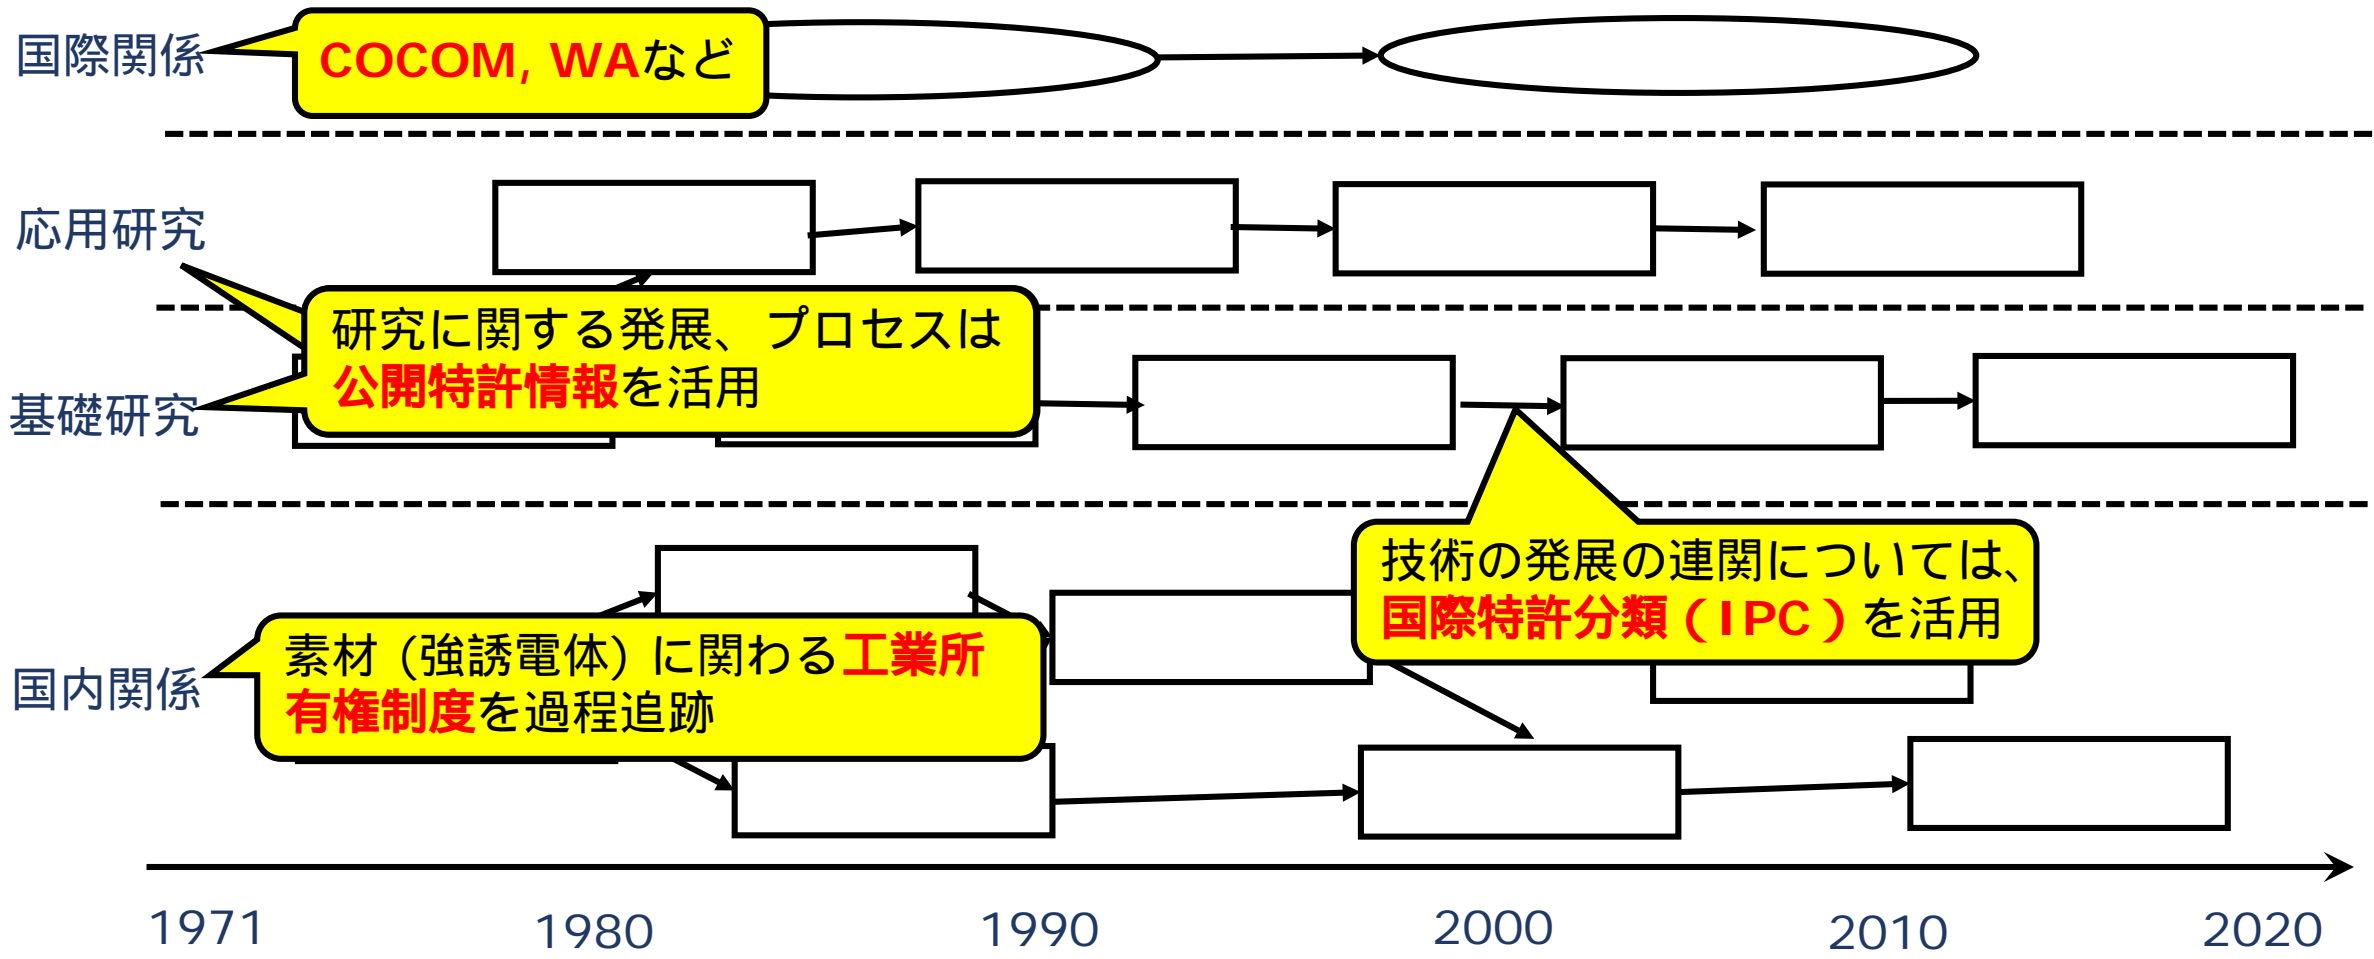 国際関係
COCOM, WAなど
応用研究
研究に関する発展、プロセスは
公開特許情報を活用
基礎研究
技術の発展の連関については、
国際特許分類（IPC）を活用
国内関係
素材（強誘電体）に関わる工業所
有権制度を過程追跡
1971
1980
1990
2000
2010
2020